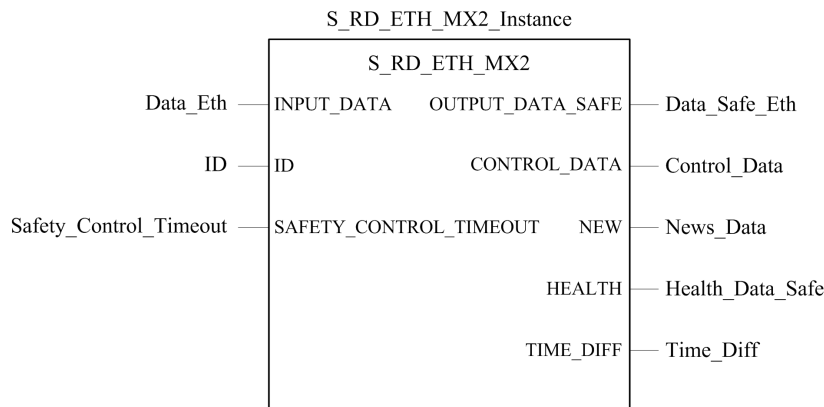 S_RD_ETH_MX2_Instance
S_RD_ETH_MX2
Data_Eth INPUT_DATA OUTPUT_DATA_SAFE Data_Safe_Eth
ID ID CONTROL_DATA Control_Data
Safety_Control_Timeout SAFETY_CONTROL_TIMEOUT NEW News_Data
HEALTH Health_Data_Safe
TIME_DIFF Time_Diff